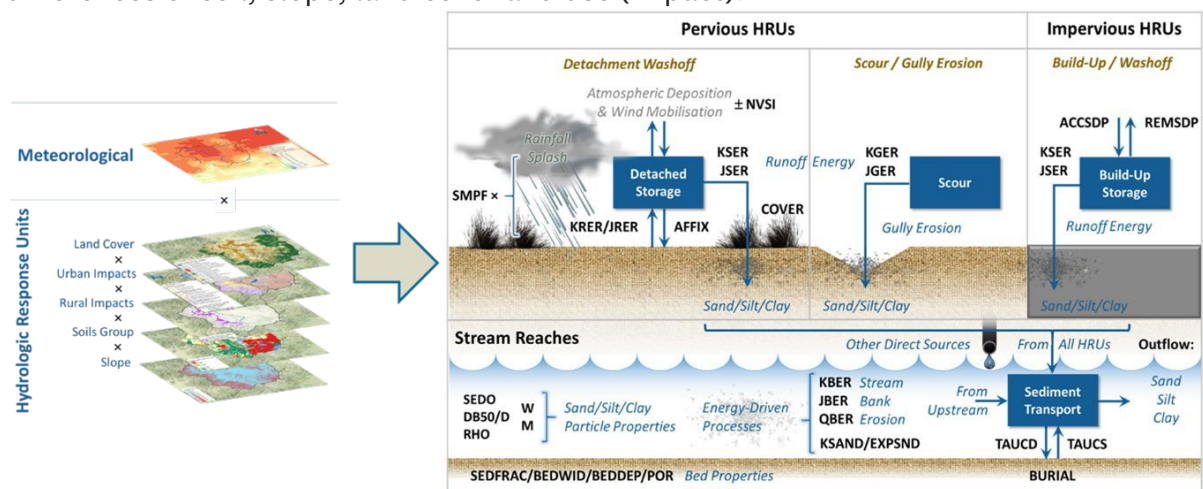 Meteorological
×
Hydrologic Response Units
Land Cover
×
Urban Impacts
×
Rural Impacts
×
Soils Group
×
Slope
Pervious HRUs
Impervious HRUs
Detachment Washoff
Scour / Gully Erosion
Build-Up / Washoff
Atmospheric Deposition
& Wind Mobilisation
± NVSI
Rainfall
Splash
SMPF ×
Detached
Storage
KSER
JSER
KRER/JRER
AFFIX
COVER
Runoff Energy
KGER
JGER
Scour
Gully Erosion
ACCSDP
REMSDP
KSER
JSER
Build-Up
Storage
Runoff Energy
Sand/Silt/Clay
Sand/Silt/Clay
Sand/Silt/Clay
Stream Reaches
Other Direct Sources
From All HRUs
Outflow:
SEDO
DB50/D
RHO
W
M
Sand/Silt/Clay
Particle Properties
Energy-Driven
Processes
KBER Stream
JBER Bank
QBER Erosion
KSAND/EXPSND
From
Upstream
Sediment
Transport
Sand
Silt
Clay
TAUCD
TAUCS
SEDFRAC/BEDWID/BEDDEP/POR Bed Properties
BURIAL